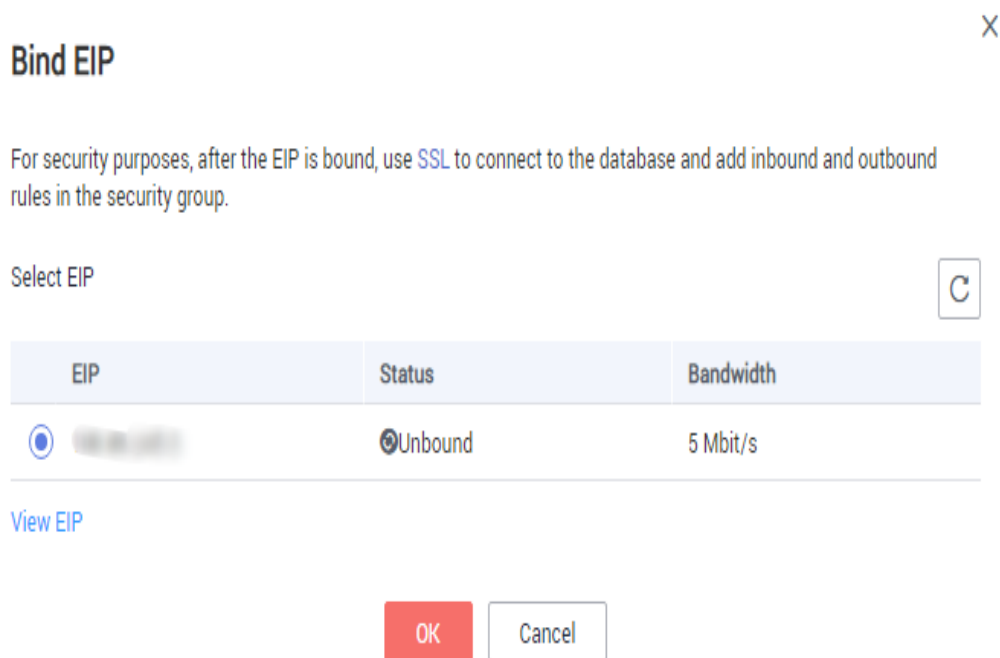 X
Bind EIP
For security purposes, after the EIP is bound, use SSL to connect to the database and add inbound and outbound
rules in the security group.
Select EIP
EIP Status Bandwidth
Unbound 5 Mbit/s
View EIP
OK Cancel